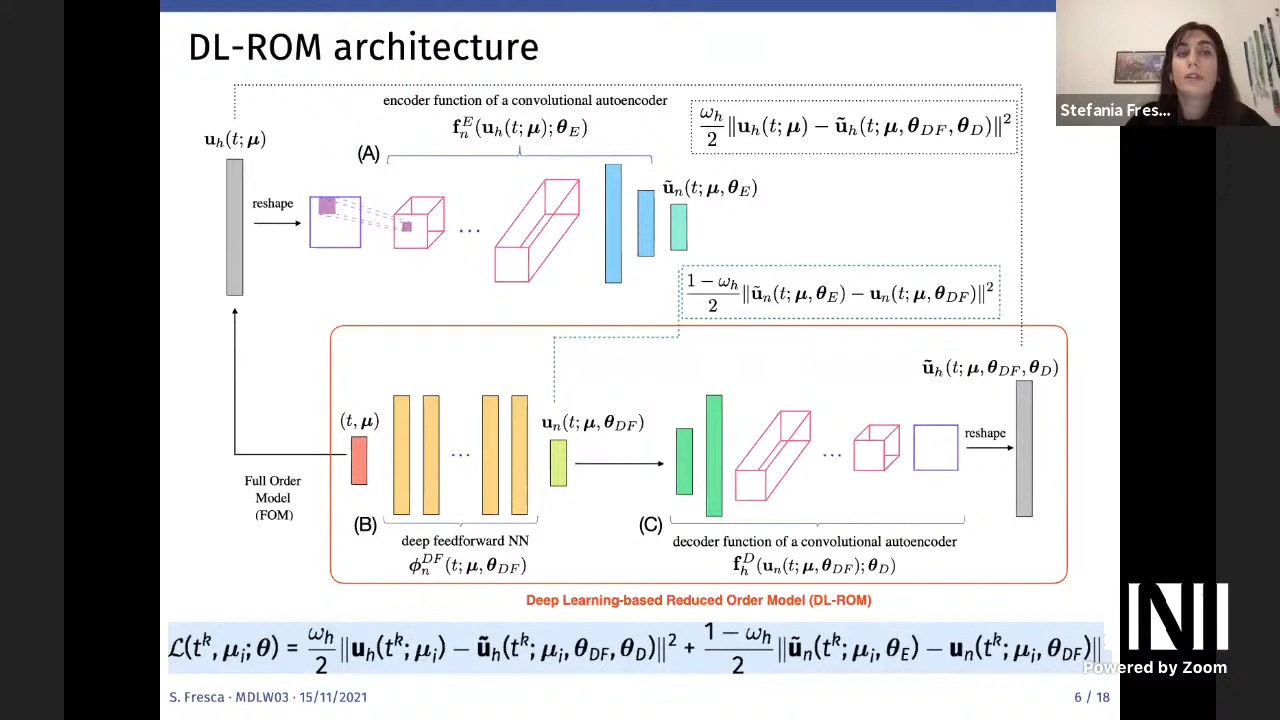 DL-ROM architecture
Stefania Fres...
encoder function of a convolutional autoencoder
f_n^E(u_h(t; μ); θ_E)
ω_h/2 ‖u_h(t; μ) − ũ_h(t; μ, θ_DF, θ_D)‖²
u_h(t; μ)
(A)
reshape
ũ_n(t; μ, θ_E)
...
(1 − ω_h)/2 ‖ũ_n(t; μ, θ_E) − u_n(t; μ, θ_DF)‖²
ũ_h(t; μ, θ_DF, θ_D)
(t, μ)
u_n(t; μ, θ_DF)
reshape
...
...
Full Order
Model
(FOM)
(B)
(C)
deep feedforward NN
decoder function of a convolutional autoencoder
ϕ_n^DF(t; μ, θ_DF)
f_h^D(u_n(t; μ, θ_DF); θ_D)
Deep Learning-based Reduced Order Model (DL-ROM)
L(t^k, μ_i; θ) = ω_h/2 ‖u_h(t^k; μ_i) − ũ_h(t^k; μ_i, θ_DF, θ_D)‖² + (1 − ω_h)/2 ‖ũ_n(t^k; μ_i, θ_E) − u_n(t^k; μ_i, θ_DF)‖
NI
Powered by Zoom
S. Fresca · MDLW03 · 15/11/2021
6 / 18